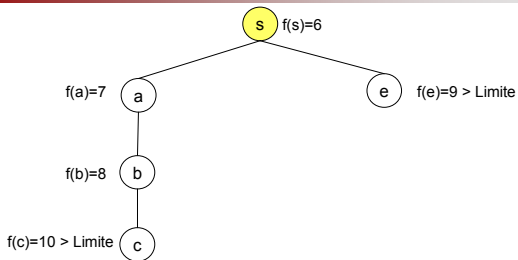 s f(s)=6
f(a)=7 a
e f(e)=9 > Limite
f(b)=8 b
f(c)=10 > Limite c